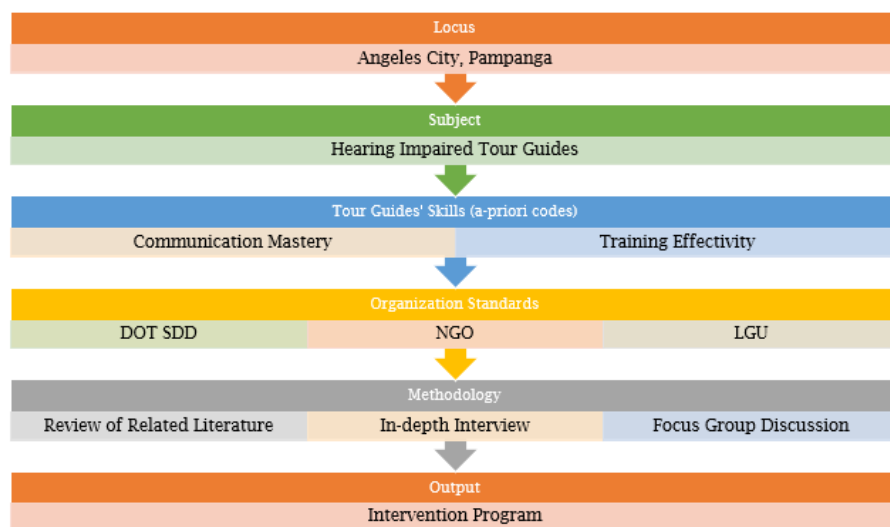 Locus
Angeles City, Pampanga
Subject
Hearing Impaired Tour Guides
Tour Guides' Skills (a-priori codes)
Communication Mastery Training Effectivity
Organization Standards
DOT SDD NGO LGU
Methodology
Review of Related Literature In-depth Interview Focus Group Discussion
Output
Intervention Program